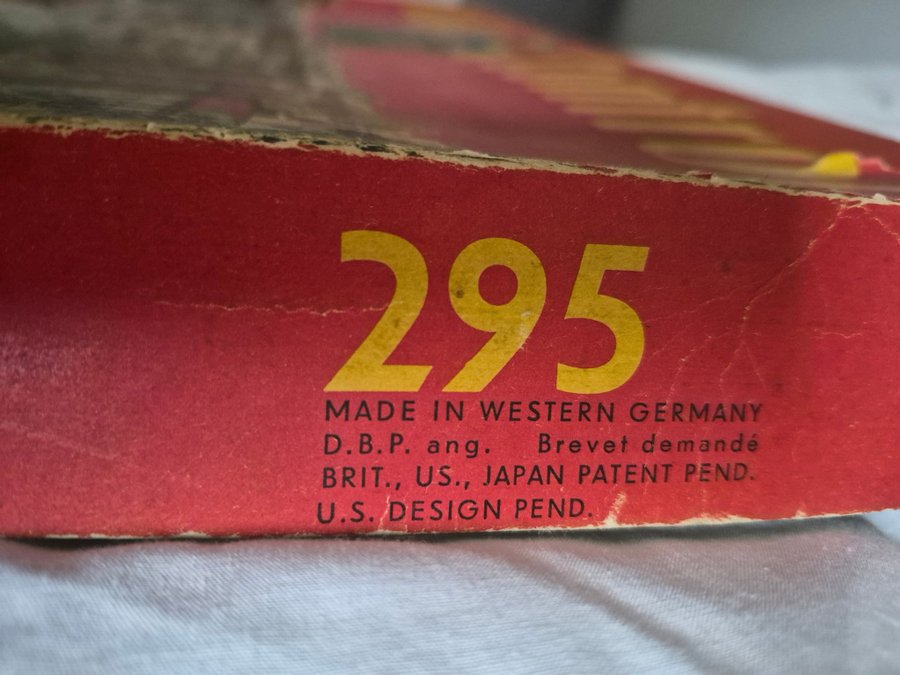 295
MADE IN WESTERN GERMANY
D.B.P. ang. Brevet demandé
BRIT., US., JAPAN PATENT PEND.
U.S. DESIGN PEND.